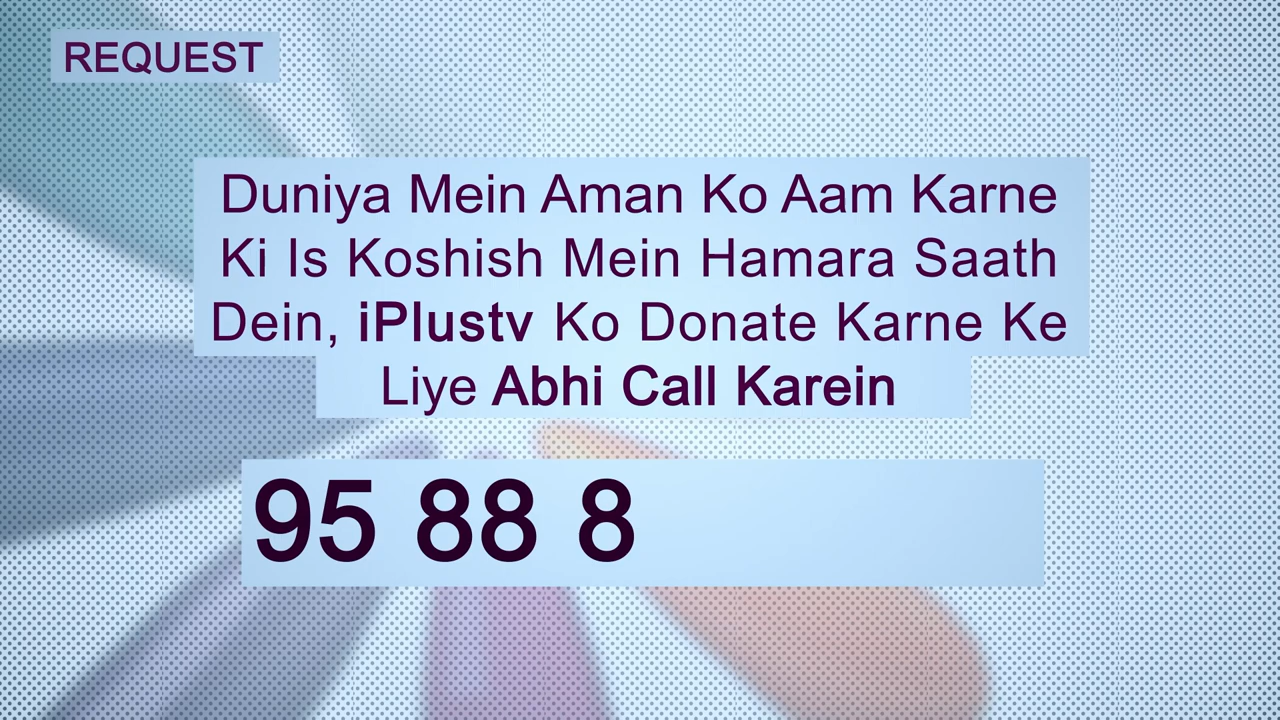 REQUEST
Duniya Mein Aman Ko Aam Karne
Ki Is Koshish Mein Hamara Saath
Dein, iPlustv Ko Donate Karne Ke
Liye Abhi Call Karein
95 88 8